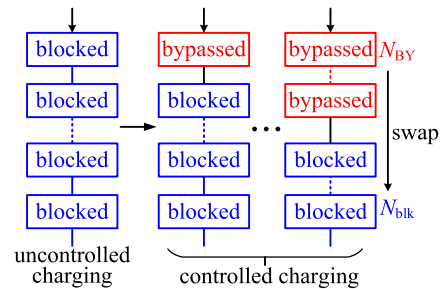 blocked bypassed bypassed N_BY
blocked blocked bypassed
... swap
blocked blocked blocked
blocked blocked blocked N_blk
uncontrolled
charging
controlled charging